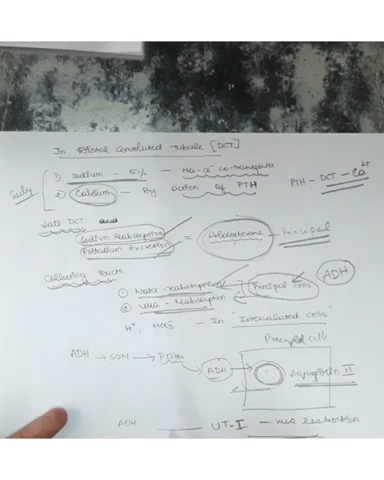 In Distal Convoluted tubule [DCT]
1) Sodium - 5% - Na-Cl⁻ co-transporter
Early
2) Calcium - By action of PTH
PTH - DCT - Ca
Late DCT
Sodium Reabsorption
Potassium Excretion
= Aldosterone - Principal
Collecting Ducts
① Water reabsorption
② Urea - Reabsorption
Principal cells
ADH
H⁺, HCO₃⁻ - In "Intercalated cells"
Principal cells
ADH → SON →
ADH
Aquaporin II
ADH
UT-I - Urea Reabsorption